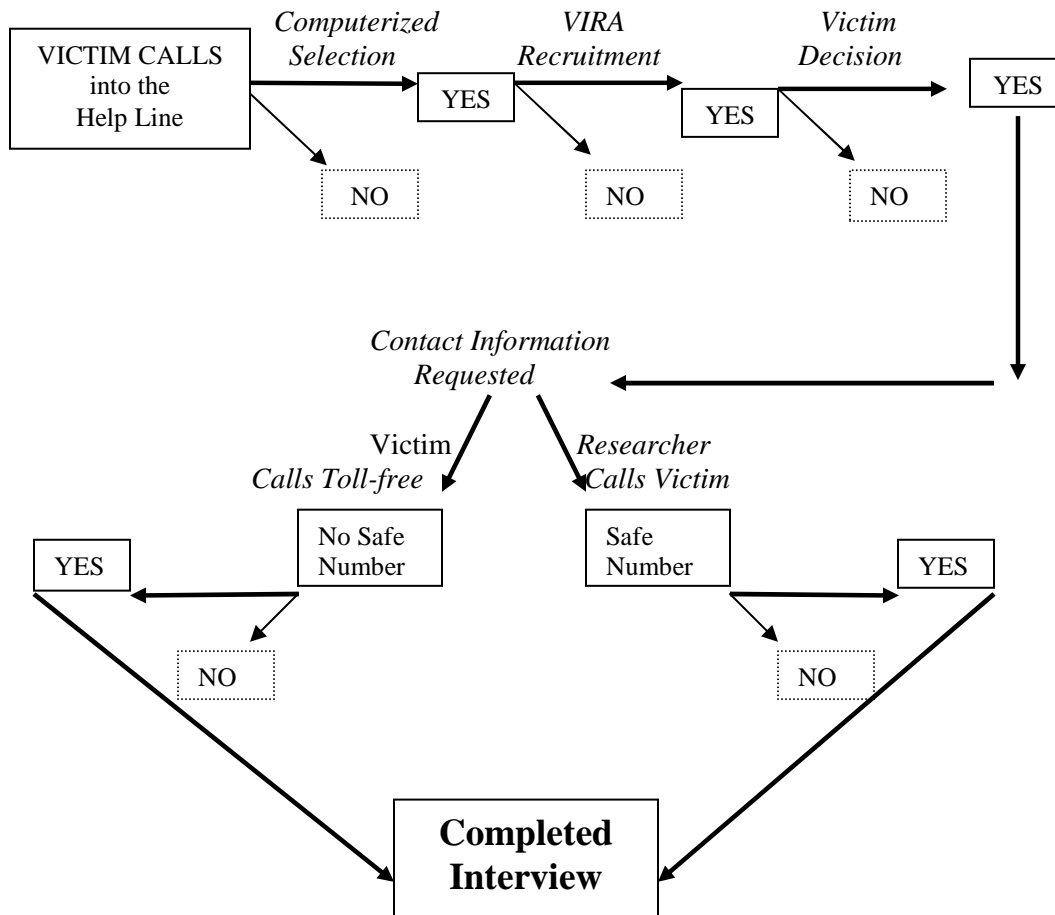 Computerized
Selection
VIRA
Recruitment
Victim
Decision
VICTIM CALLS
into the
Help Line
YES
YES
YES
NO
NO
NO
Contact Information
Requested
Victim
Calls Toll-free
Researcher
Calls Victim
No Safe
Number
Safe
Number
YES
YES
NO
NO
Completed
Interview